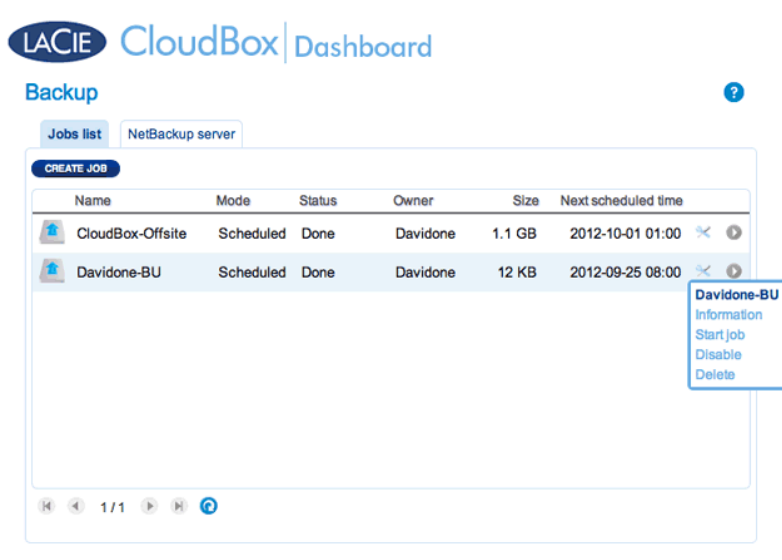 LACIE CloudBox Dashboard
Backup
?
Jobs list NetBackup server
CREATE JOB
Name Mode Status Owner Size Next scheduled time
CloudBox-Offsite Scheduled Done Davidone 1.1 GB 2012-10-01 01:00
Davidone-BU Scheduled Done Davidone 12 KB 2012-09-25 08:00
Davidone-BU
Information
Start job
Disable
Delete
1/1